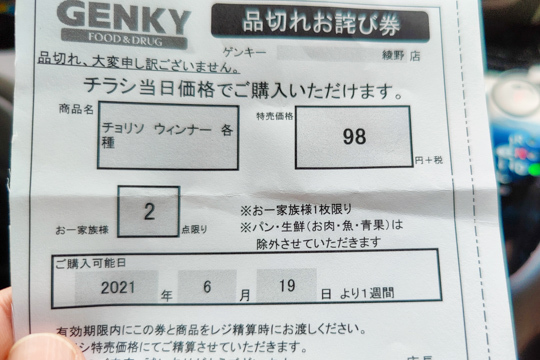 GENKY
FOOD & DRUG
品切れお詫び券
ゲンキー 綾野 店
品切れ、大変申し訳ございません。
チラシ当日価格でご購入いただけます。
商品名
チョリソ ウィンナー 各種
特売価格
98
円+税
お一家族様 2 点限り
※お一家族様1枚限り
※パン・生鮮(お肉・魚・青果)は
除外させていただきます
ご購入可能日
2021 年 6 月 19 日 より1週間
有効期限内にこの券と商品をレジ精算時にお渡しください。
シ特売価格にてご精算させていただきます。
店長